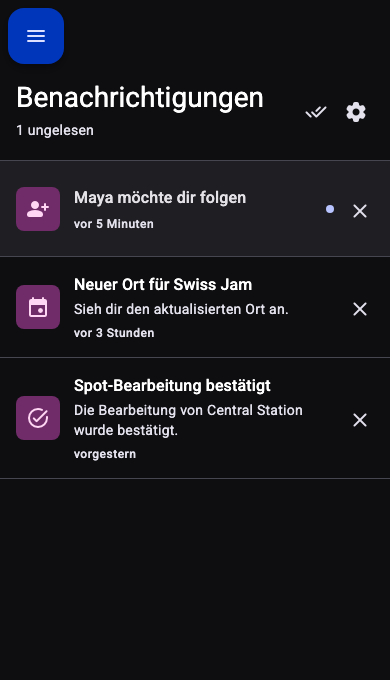 Benachrichtigungen
1 ungelesen
Maya möchte dir folgen
vor 5 Minuten
Neuer Ort für Swiss Jam
Sieh dir den aktualisierten Ort an.
vor 3 Stunden
Spot-Bearbeitung bestätigt
Die Bearbeitung von Central Station
wurde bestätigt.
vorgestern